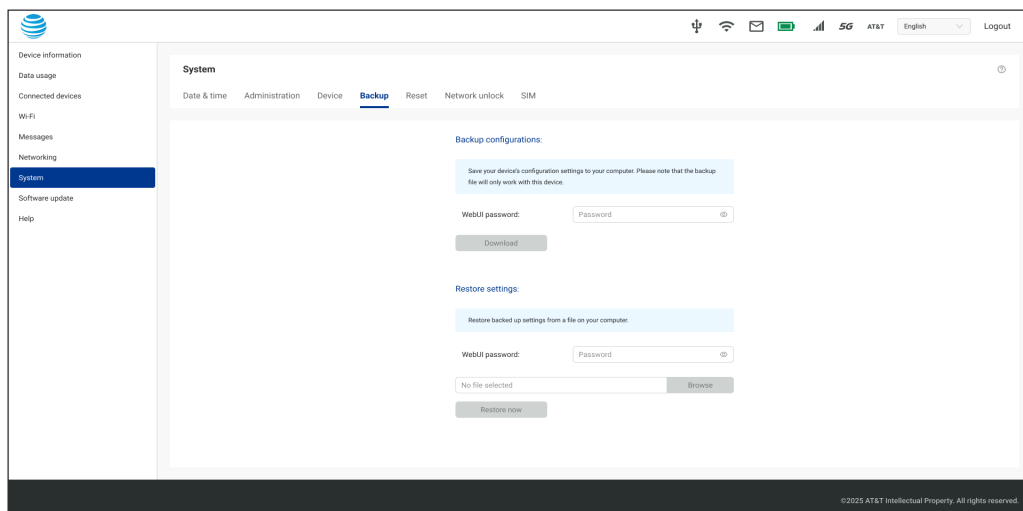 5G AT&T English Logout
Device information
Data usage
Connected devices
Wi-Fi
Messages
Networking
System
Software update
Help
System
Date & time Administration Device Backup Reset Network unlock SIM
Backup configurations:
Save your device's configuration settings to your computer. Please note that the backup
file will only work with this device.
WebUI password: Password
Download
Restore settings:
Restore backed up settings from a file on your computer.
WebUI password: Password
No file selected Browse
Restore now
©2025 AT&T Intellectual Property. All rights reserved.